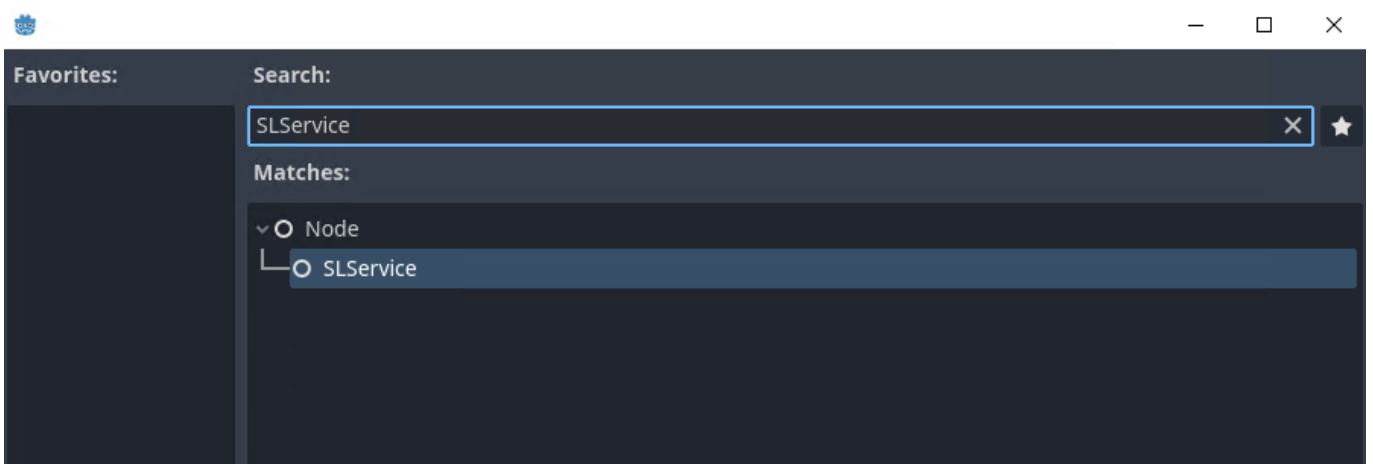 Favorites:
Search:
SLService
Matches:
Node
SLService